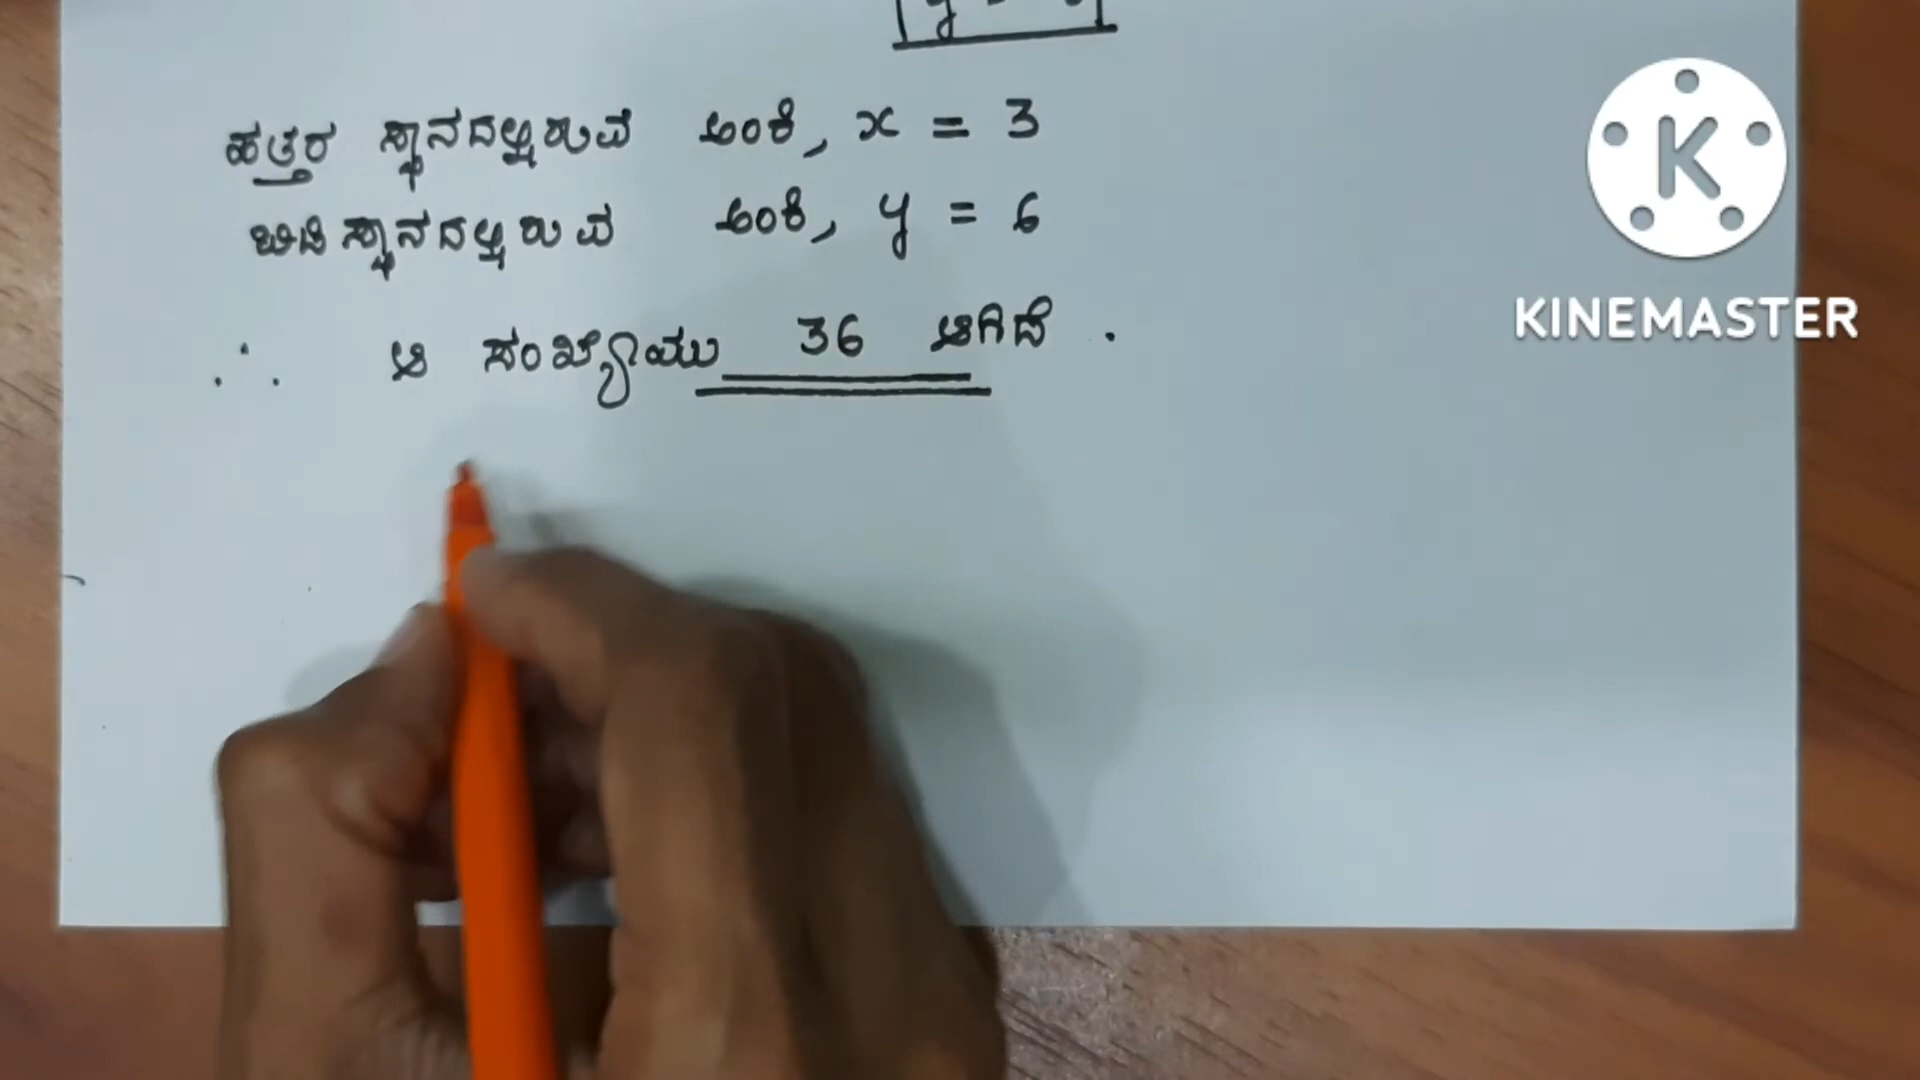 ಹತ್ತರ ಸ್ಥಾನದಲ್ಲಿರುವ ಅಂಕಿ, x = 3
ಬಿಡಿ ಸ್ಥಾನದಲ್ಲಿರುವ ಅಂಕಿ, y = 6
∴ ಆ ಸಂಖ್ಯೆಯು 36 ಆಗಿದೆ .
K
KINEMASTER